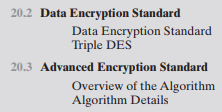 20.2 Data Encryption Standard
Data Encryption Standard
Triple DES
20.3 Advanced Encryption Standard
Overview of the Algorithm
Algorithm Details